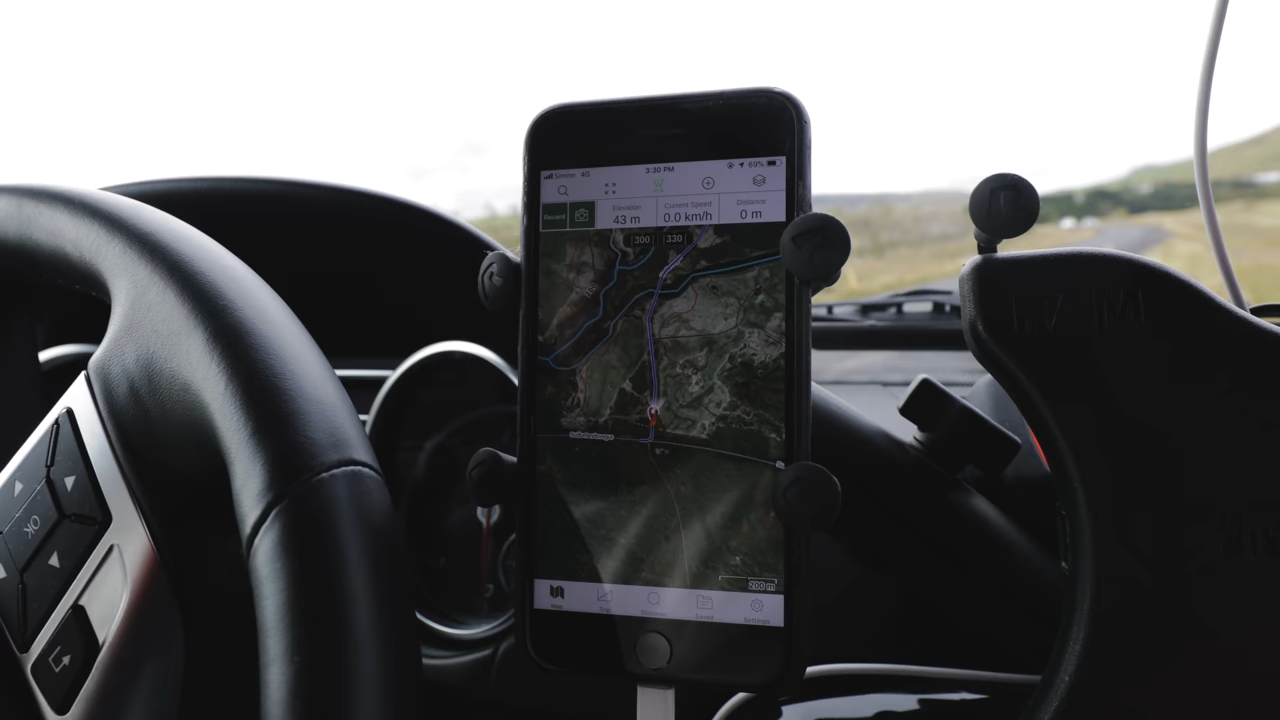 Siminn 4G
3:30 PM
69%
Record
Elevation
43 m
Current Speed
0.0 km/h
Distance
0 m
300
330
200 m
Map
Trip
Discover
Saved
Settings
OK